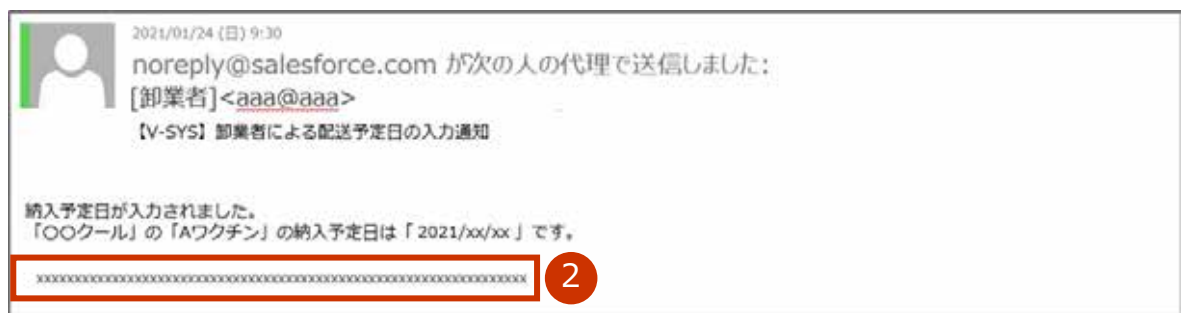 2021/01/24 (日) 9:30
noreply@salesforce.com が次の人の代理で送信しました:
[卸業者]<aaa@aaa>
【V-SYS】卸業者による配送予定日の入力通知
納入予定日が入力されました。
「〇〇クール」の「Aワクチン」の納入予定日は「 2021/xx/xx 」です。
xxxxxxxxxxxxxxxxxxxxxxxxxxxxxxxxxxxxxxxxxxxxxxxxxxxxxxxxxxxxxxxxx
2